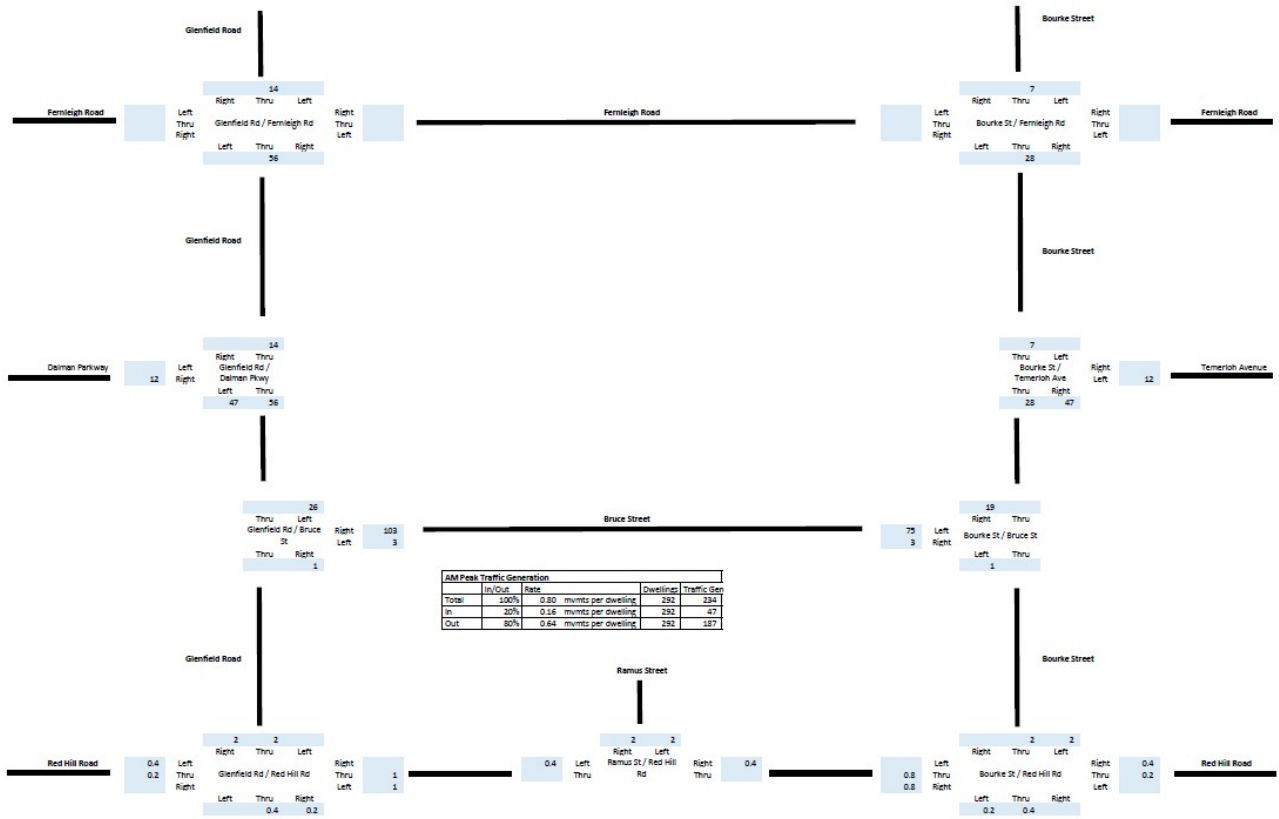 Glenfield Road
Bourke Street
14
7
Right Thru Left
Right Thru Left
Fernleigh Road
Left
Thru
Right
Glenfield Rd / Fernleigh Rd
Right
Thru
Left
Fernleigh Road
Left
Thru
Right
Bourke St / Fernleigh Rd
Right
Thru
Left
Fernleigh Road
Left Thru Right
Left Thru Right
56
28
Glenfield Road
Bourke Street
14
7
Right Thru
Thru Left
Dalman Parkway
Left
12 Right
Glenfield Rd /
Dalman Pkwy
Bourke St /
Temerloh Ave
Right
Left 12
Temerloh Avenue
Left Thru
Thru Right
47 56
28 47
26
19
Thru Left
Right Thru
Glenfield Rd / Bruce
St
Right 103
Left 3
Bruce Street
75 Left
3 Right
Bourke St / Bruce St
Thru Right
Left Thru
1
1
AM Peak Traffic Generation
In/Out Rate Dwellings Traffic Gen
Total 100% 0.80 mvmts per dwelling 292 234
In 20% 0.16 mvmts per dwelling 292 47
Out 80% 0.64 mvmts per dwelling 292 187
Glenfield Road
Ramus Street
Bourke Street
2 2
2 2
2 2
Right Thru Left
Right Left
Right Thru Left
Red Hill Road
0.4 Left
0.2 Thru
Right
Glenfield Rd / Red Hill Rd
Right
Thru 1
Left 1
0.4 Left
Thru
Ramus St / Red Hill
Rd
Right 0.4
Thru
Left
0.8 Thru
0.8 Right
Bourke St / Red Hill Rd
Right 0.4
Thru 0.2
Left
Red Hill Road
Left Thru Right
Left Thru Right
0.4 0.2
0.2 0.4